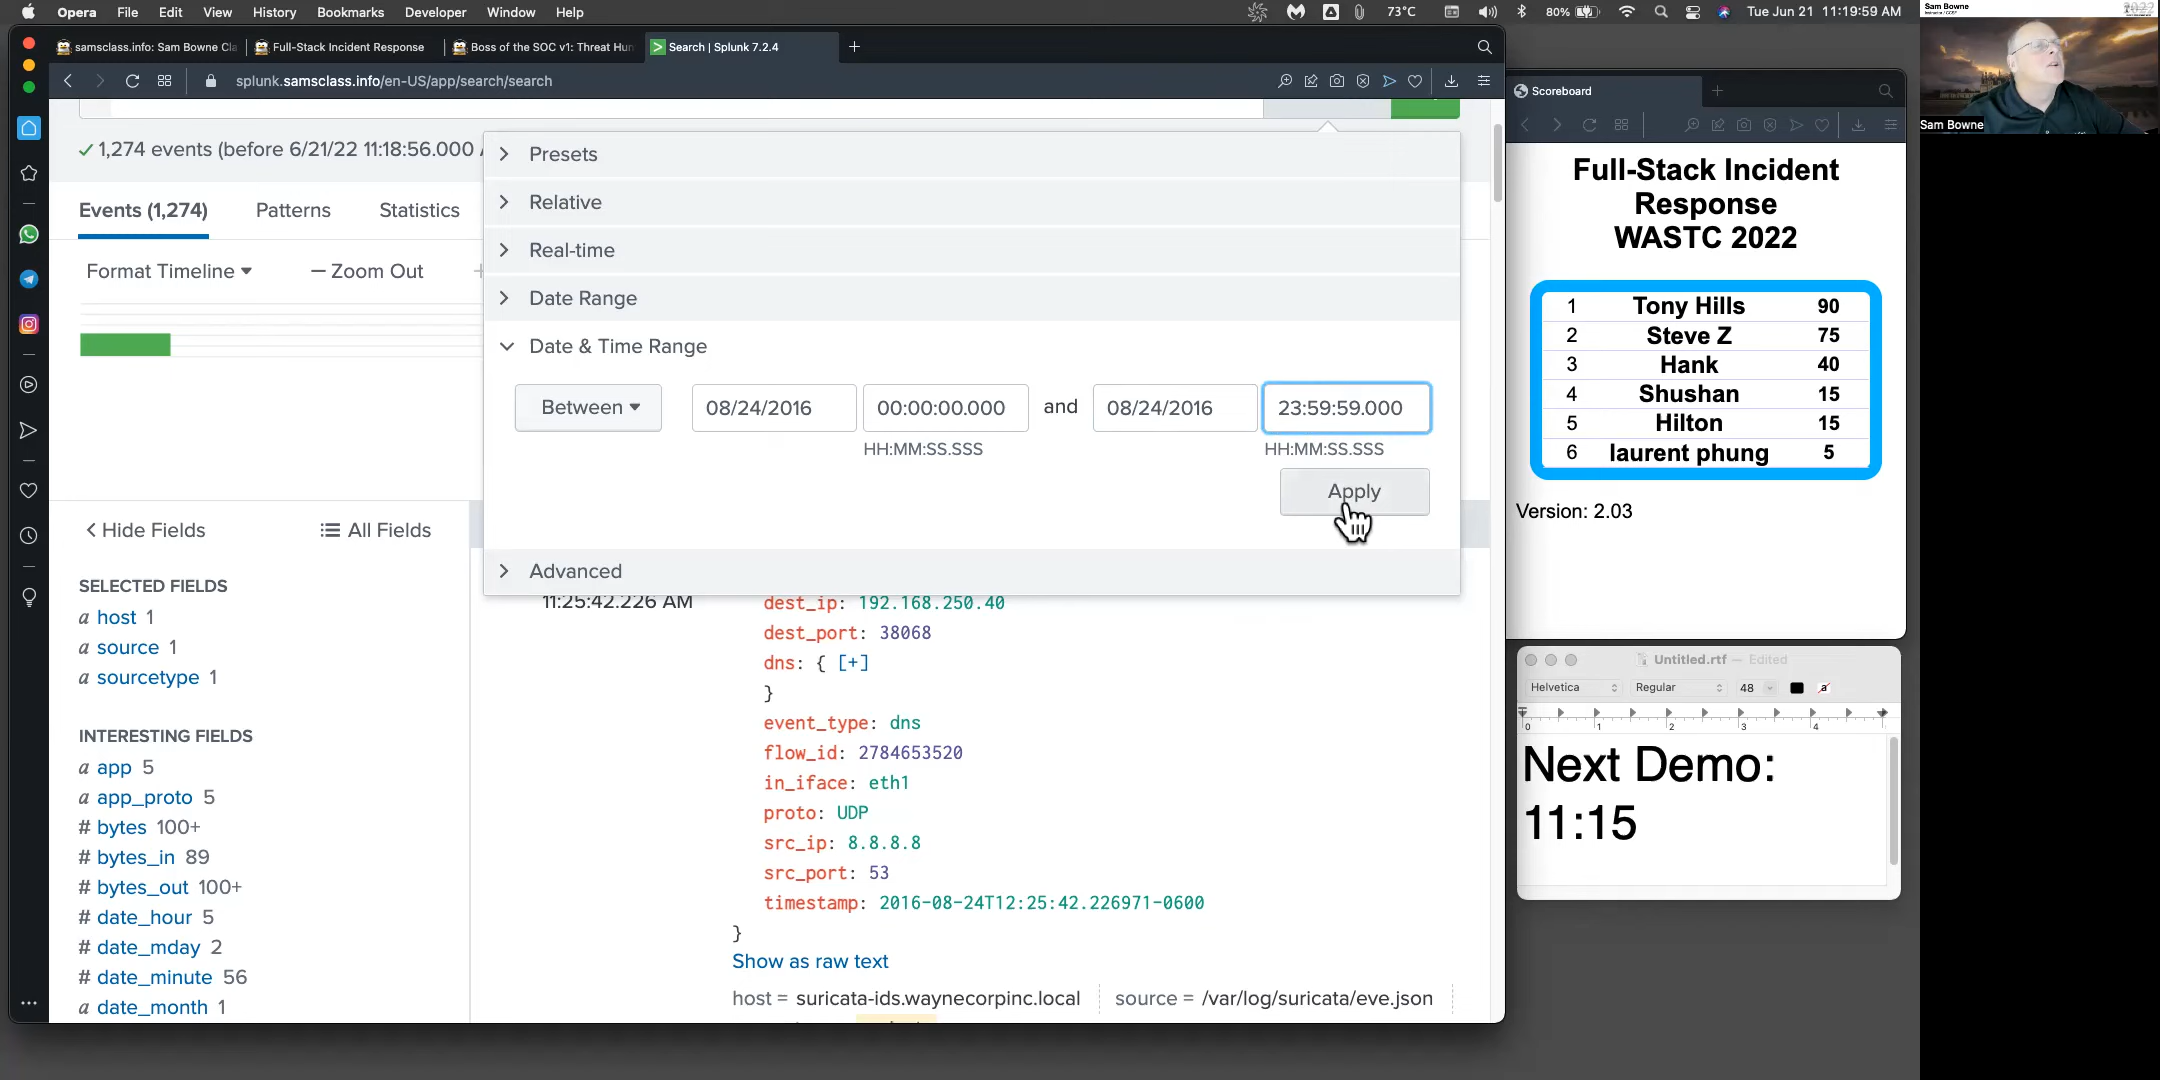 Opera File Edit View History Bookmarks Developer Window Help
73°C 80% Tue Jun 21 11:19:59 AM
samsclass.info: Sam Bowne Cla
Full-Stack Incident Response
Boss of the SOC v1: Threat Hun
Search | Splunk 7.2.4
splunk.samsclass.info/en-US/app/search/search
1,274 events (before 6/21/22 11:18:56.000
Events (1,274) Patterns Statistics
Format Timeline Zoom Out
Presets
Relative
Real-time
Date Range
Date & Time Range
Between 08/24/2016 00:00:00.000 and 08/24/2016 23:59:59.000
HH:MM:SS.SSS HH:MM:SS.SSS
Apply
Advanced
Hide Fields All Fields
SELECTED FIELDS
a host 1
a source 1
a sourcetype 1
INTERESTING FIELDS
a app 5
a app_proto 5
# bytes 100+
# bytes_in 89
# bytes_out 100+
# date_hour 5
# date_mday 2
# date_minute 56
a date_month 1
11:25:42.226 AM
dest_ip: 192.168.250.40
dest_port: 38068
dns: { [+]
}
event_type: dns
flow_id: 2784653520
in_iface: eth1
proto: UDP
src_ip: 8.8.8.8
src_port: 53
timestamp: 2016-08-24T12:25:42.226971-0600
}
Show as raw text
host = suricata-ids.waynecorpinc.local source = /var/log/suricata/eve.json
Scoreboard
Full-Stack Incident
Response
WASTC 2022
1 Tony Hills 90
2 Steve Z 75
3 Hank 40
4 Shushan 15
5 Hilton 15
6 laurent phung 5
Version: 2.03
Untitled.rtf — Edited
Helvetica Regular 48
0 1 2 3 4
Next Demo:
11:15
Sam Bowne
Sam Bowne